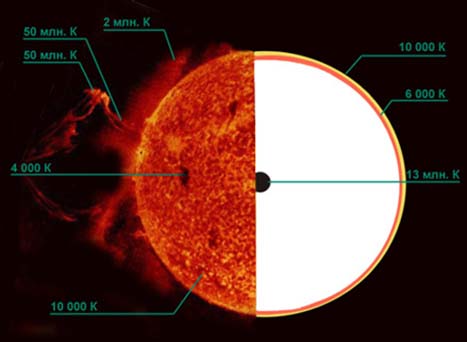 2 млн. К
50 млн. К
50 млн. К
10 000 К
6 000 К
4 000 К
13 млн. К
10 000 К